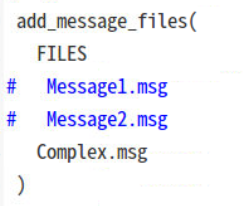 add_message_files(
  FILES
#   Message1.msg
#   Message2.msg
  Complex.msg
)